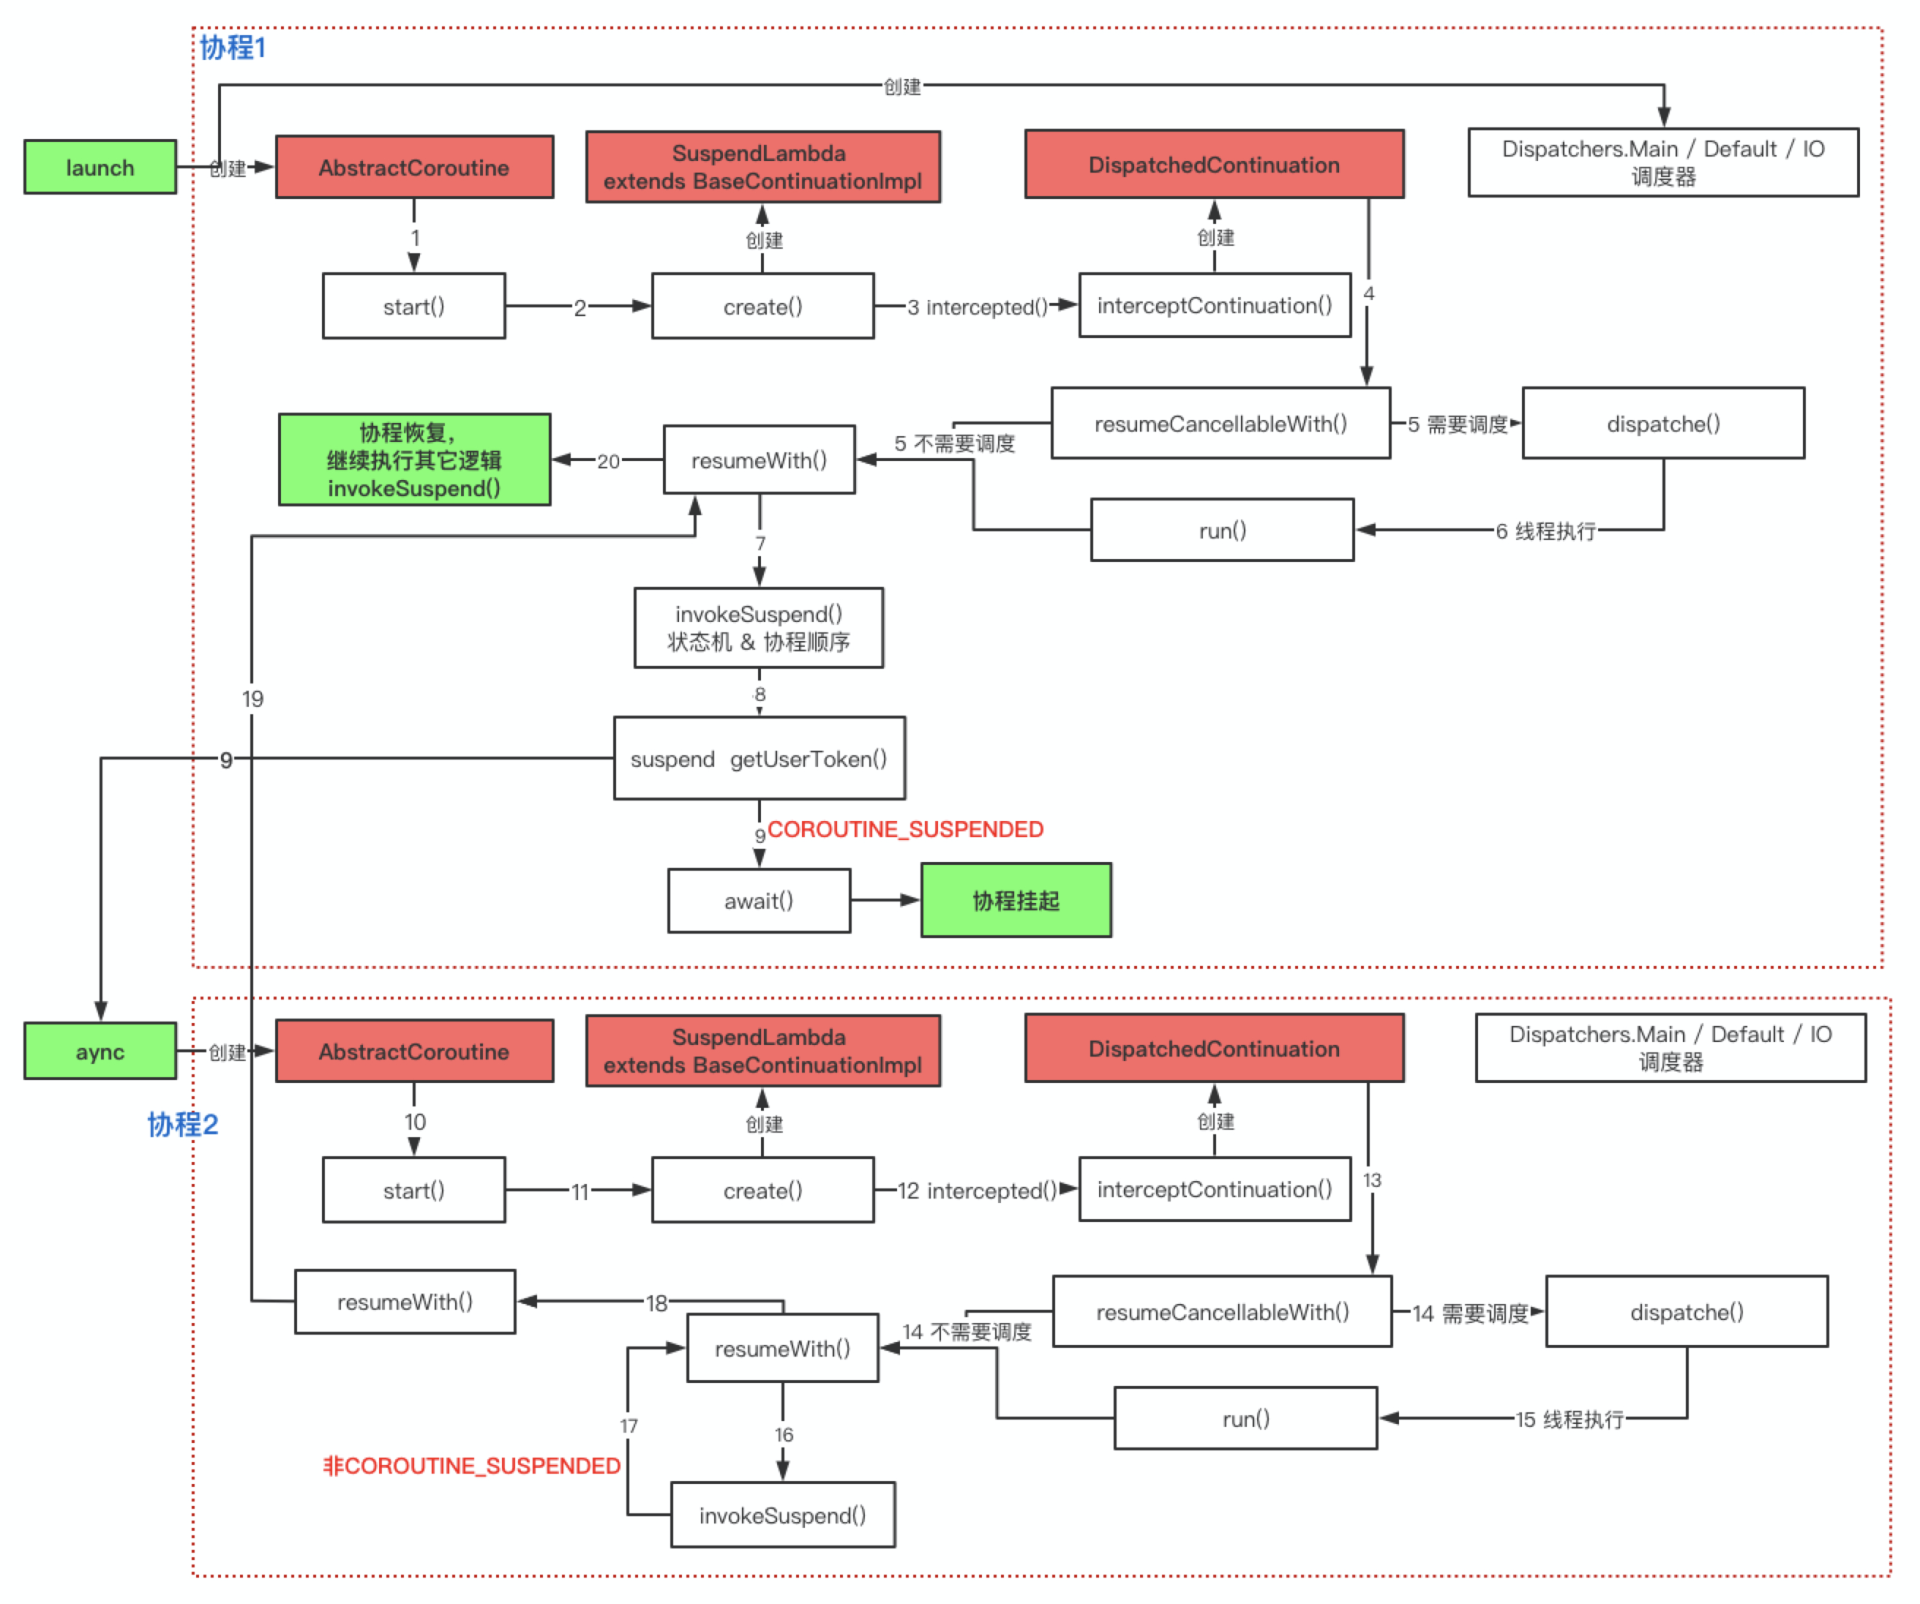 协程1
创建
launch
创建
AbstractCoroutine
SuspendLambda
extends BaseContinuationImpl
DispatchedContinuation
Dispatchers.Main / Default / IO
调度器
1
创建
创建
start()
2
create()
3 intercepted()
interceptContinuation()
4
协程恢复,
继续执行其它逻辑
invokeSuspend()
20
resumeWith()
5 不需要调度
resumeCancellableWith()
5 需要调度
dispatche()
7
run()
6 线程执行
invokeSuspend()
状态机 & 协程顺序
19
8
9
suspend getUserToken()
9
COROUTINE_SUSPENDED
await()
协程挂起
aync
创建
AbstractCoroutine
SuspendLambda
extends BaseContinuationImpl
DispatchedContinuation
Dispatchers.Main / Default / IO
调度器
协程2
10
创建
创建
start()
11
create()
12 intercepted()
interceptContinuation()
13
resumeWith()
18
resumeWith()
14 不需要调度
resumeCancellableWith()
14 需要调度
dispatche()
17
16
run()
15 线程执行
非COROUTINE_SUSPENDED
invokeSuspend()